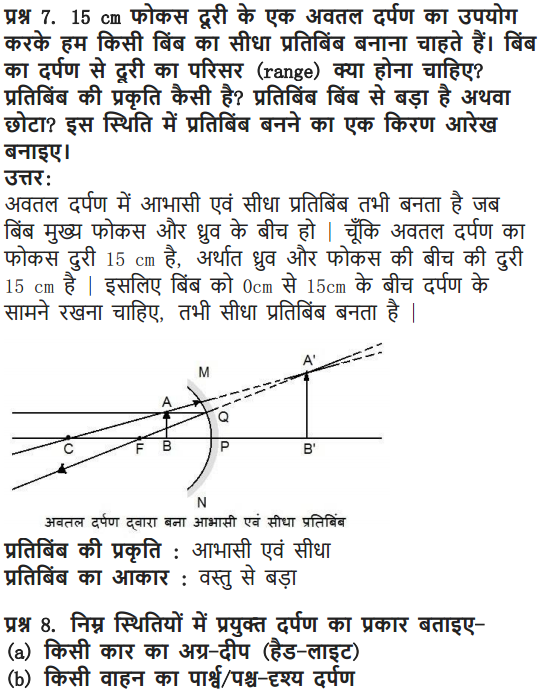 प्रश्न 7. 15 cm फोकस दूरी के एक अवतल दर्पण का उपयोग
करके हम किसी बिंब का सीधा प्रतिबिंब बनाना चाहते हैं। बिंब
का दर्पण से दूरी का परिसर (range) क्या होना चाहिए?
प्रतिबिंब की प्रकृति कैसी है? प्रतिबिंब बिंब से बड़ा है अथवा
छोटा? इस स्थिति में प्रतिबिंब बनने का एक किरण आरेख
बनाइए।
उत्तर:
अवतल दर्पण में आभासी एवं सीधा प्रतिबिंब तभी बनता है जब
बिंब मुख्य फोकस और ध्रुव के बीच हो | चूँकि अवतल दर्पण का
फोकस दुरी 15 cm है, अर्थात ध्रुव और फोकस की बीच की दुरी
15 cm है | इसलिए बिंब को 0cm से 15cm के बीच दर्पण के
सामने रखना चाहिए, तभी सीधा प्रतिबिंब बनता है |
M
A'
A
Q
C
F
B
P
B'
N
अवतल दर्पण द्वारा बना आभासी एवं सीधा प्रतिबिंब
प्रतिबिंब की प्रकृति : आभासी एवं सीधा
प्रतिबिंब का आकार : वस्तु से बड़ा
प्रश्न 8. निम्न स्थितियों में प्रयुक्त दर्पण का प्रकार बताइए-
(a) किसी कार का अग्र-दीप (हैड-लाइट)
(b) किसी वाहन का पार्श्व/पश्च-दृश्य दर्पण